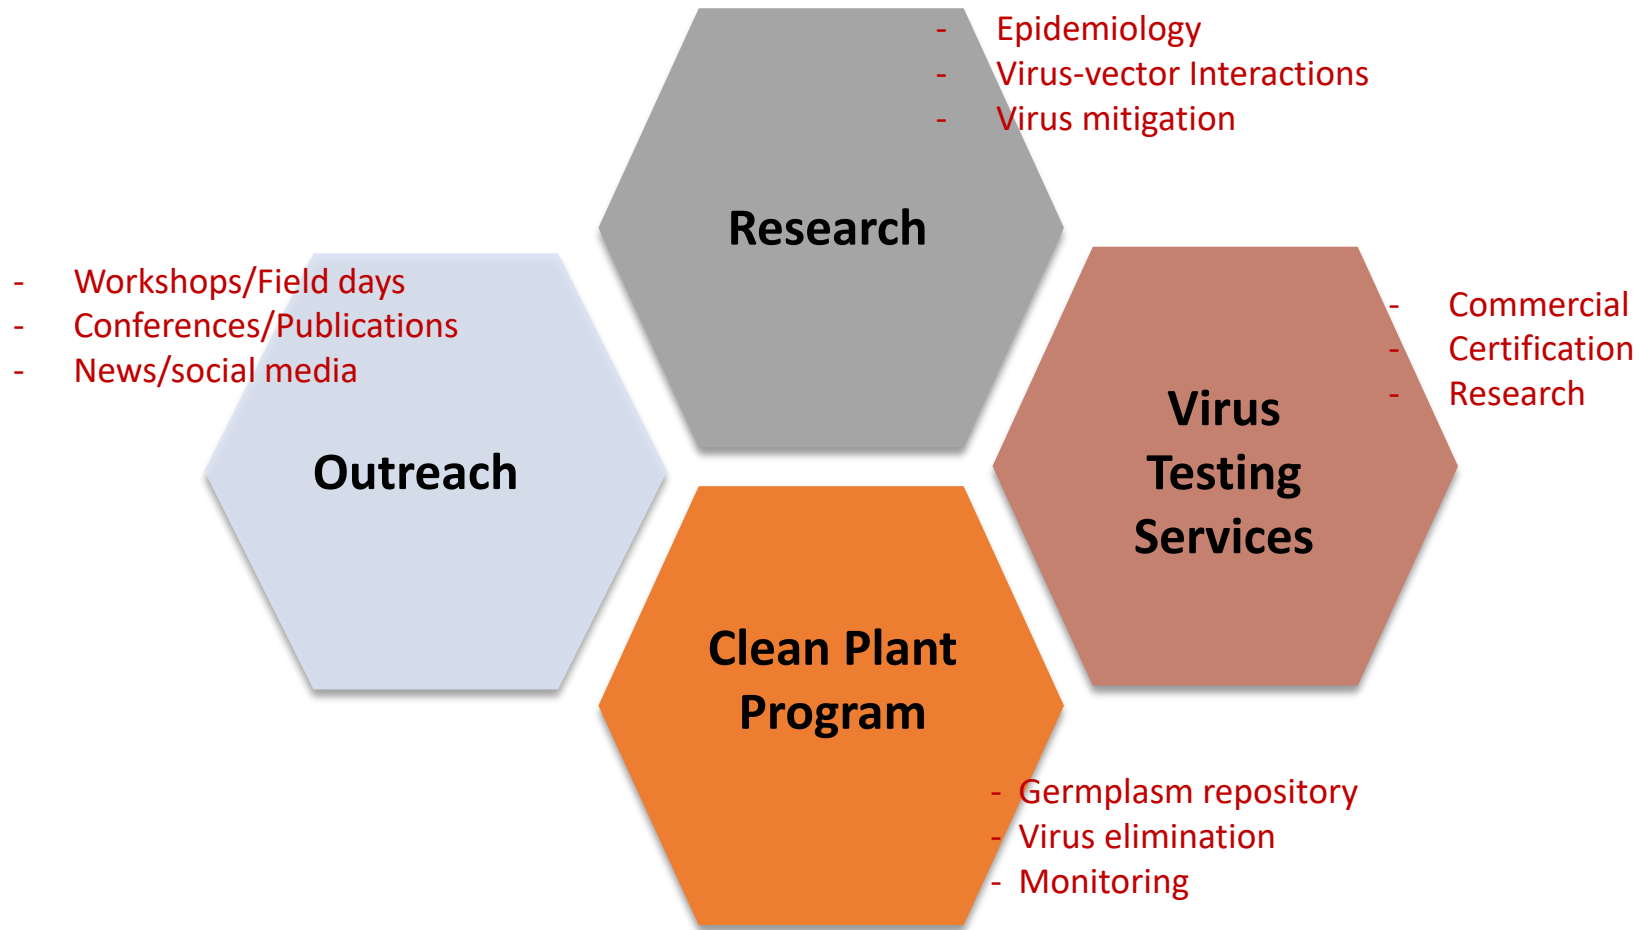 - Epidemiology
- Virus-vector Interactions
- Virus mitigation
Research
- Workshops/Field days
- Conferences/Publications
- News/social media
Outreach
- Commercial
- Certification
- Research
Virus
Testing
Services
Clean Plant
Program
- Germplasm repository
- Virus elimination
- Monitoring